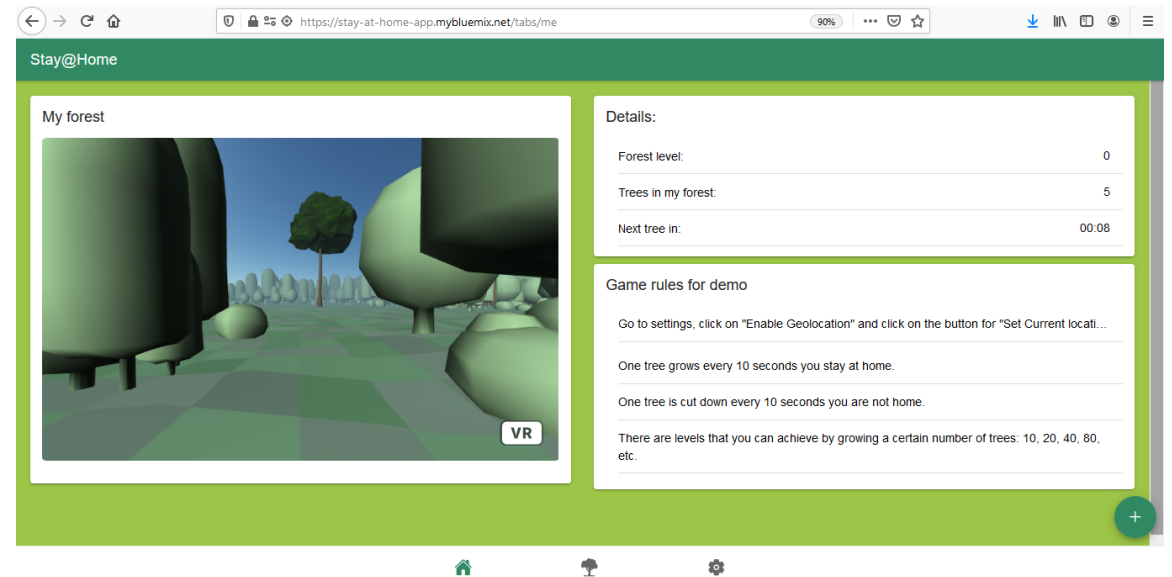 https://stay-at-home-app.mybluemix.net/tabs/me
90%
Stay@Home
My forest
VR
Details:
Forest level:
0
Trees in my forest:
5
Next tree in:
00:08
Game rules for demo
Go to settings, click on "Enable Geolocation" and click on the button for "Set Current locati...
One tree grows every 10 seconds you stay at home.
One tree is cut down every 10 seconds you are not home.
There are levels that you can achieve by growing a certain number of trees: 10, 20, 40, 80,
etc.